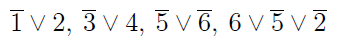 1̅ ∨ 2, 3̅ ∨ 4, 5̅ ∨ 6̅, 6 ∨ 5̅ ∨ 2̅